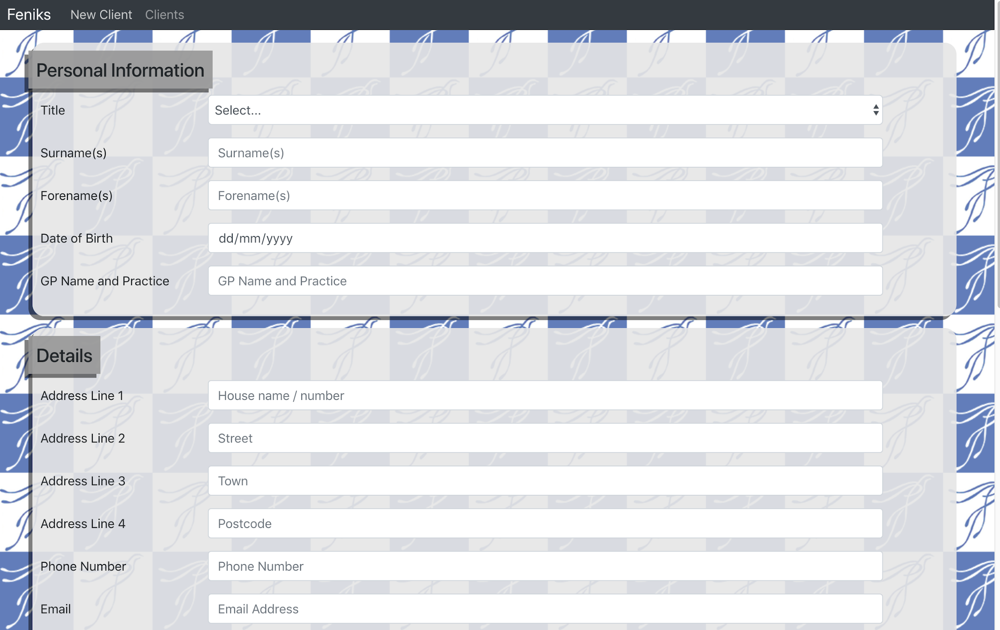 Feniks New Client Clients
Personal Information
Title Select...
Surname(s) Surname(s)
Forename(s) Forename(s)
Date of Birth dd/mm/yyyy
GP Name and Practice GP Name and Practice
Details
Address Line 1 House name / number
Address Line 2 Street
Address Line 3 Town
Address Line 4 Postcode
Phone Number Phone Number
Email Email Address